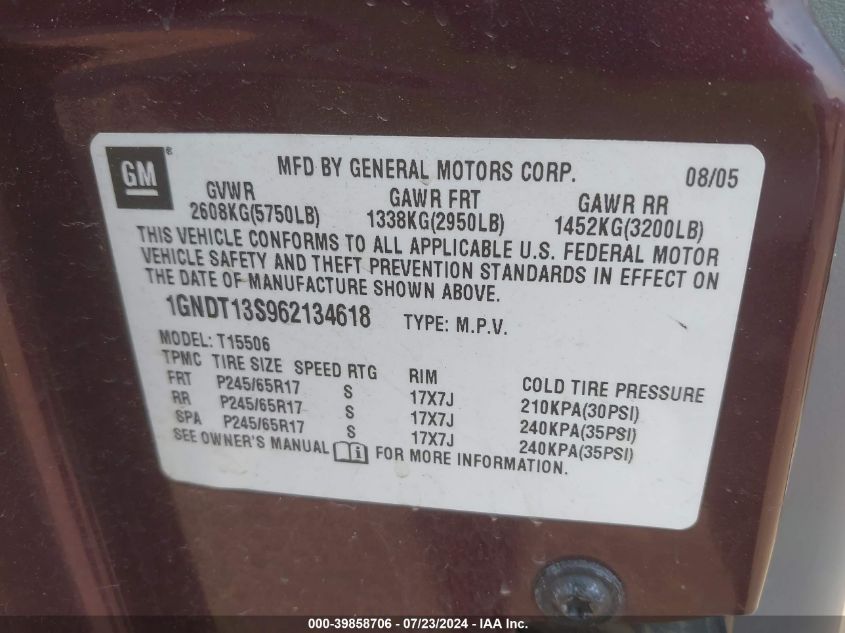 GM® MFD BY GENERAL MOTORS CORP. 08/05
GVWR GAWR FRT GAWR RR
2608KG(5750LB) 1338KG(2950LB) 1452KG(3200LB)
THIS VEHICLE CONFORMS TO ALL APPLICABLE U.S. FEDERAL MOTOR
VEHICLE SAFETY AND THEFT PREVENTION STANDARDS IN EFFECT ON
THE DATE OF MANUFACTURE SHOWN ABOVE.
1GNDT13S962134618 TYPE: M.P.V.
MODEL: T15506
TPMC TIRE SIZE SPEED RTG RIM COLD TIRE PRESSURE
FRT P245/65R17 S 17X7J 210KPA(30PSI)
RR P245/65R17 S 17X7J 240KPA(35PSI)
SPA P245/65R17 S 17X7J 240KPA(35PSI)
SEE OWNER'S MANUAL i FOR MORE INFORMATION.
000-39858706 / 07/23/2024 - IAA Inc.